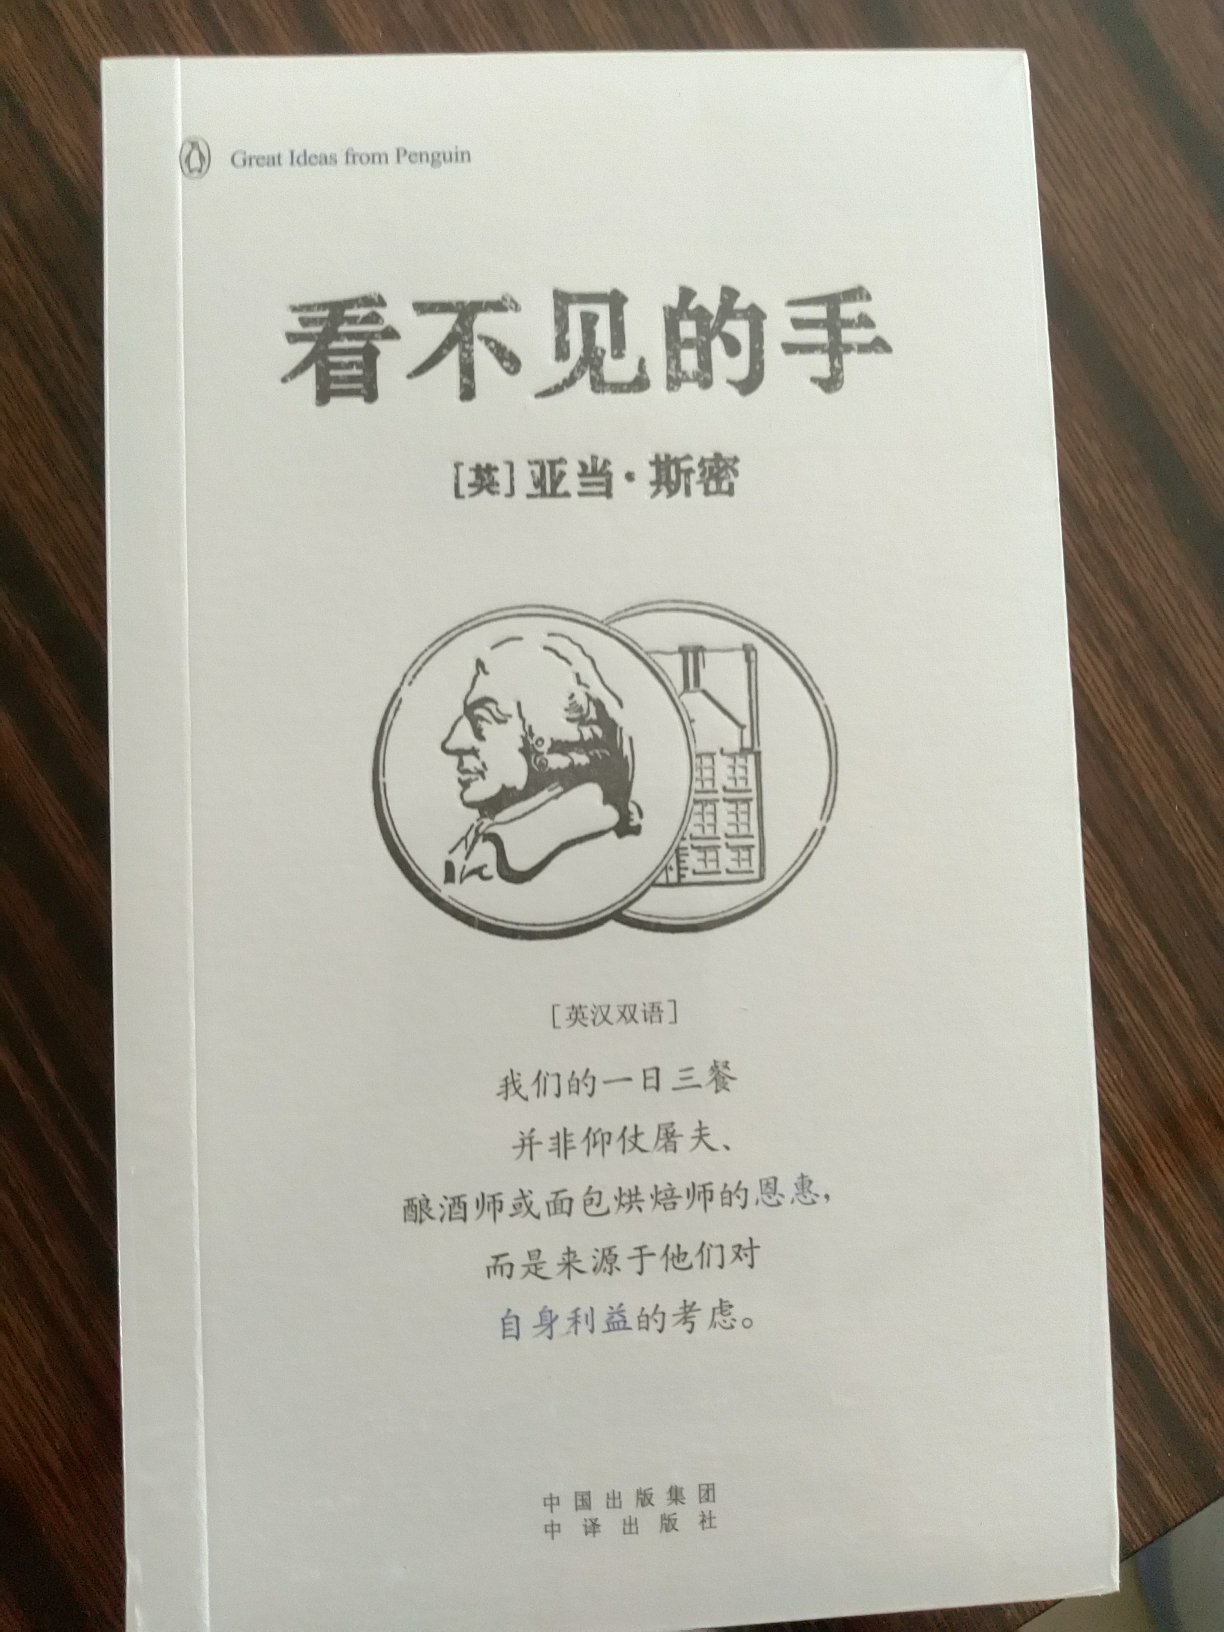 Great Ideas from Penguin
看不见的手
[英]亚当·斯密
[英汉双语]
我们的一日三餐
并非仰仗屠夫、
酿酒师或面包烘焙师的恩惠，
而是来源于他们对
自身利益的考虑。
中国出版集团
中译出版社